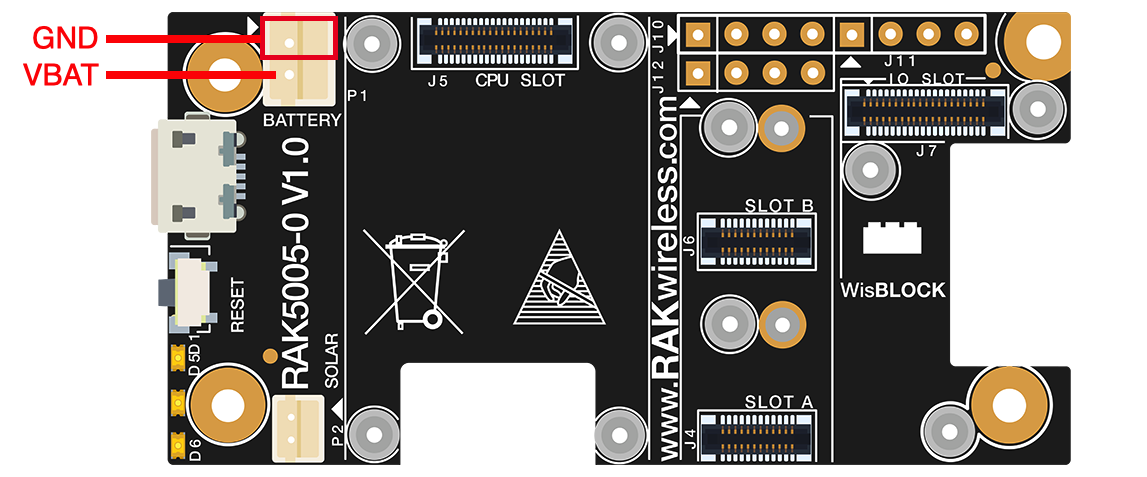 GND
VBAT
P1
BATTERY
RAK5005-0 V1.0
RESET
SOLAR
D1
D5
D6
P2
J5
CPU SLOT
J10
J12
J11
IO SLOT
J7
www.RAKwireless.com
SLOT B
J6
WisBLOCK
SLOT A
J4